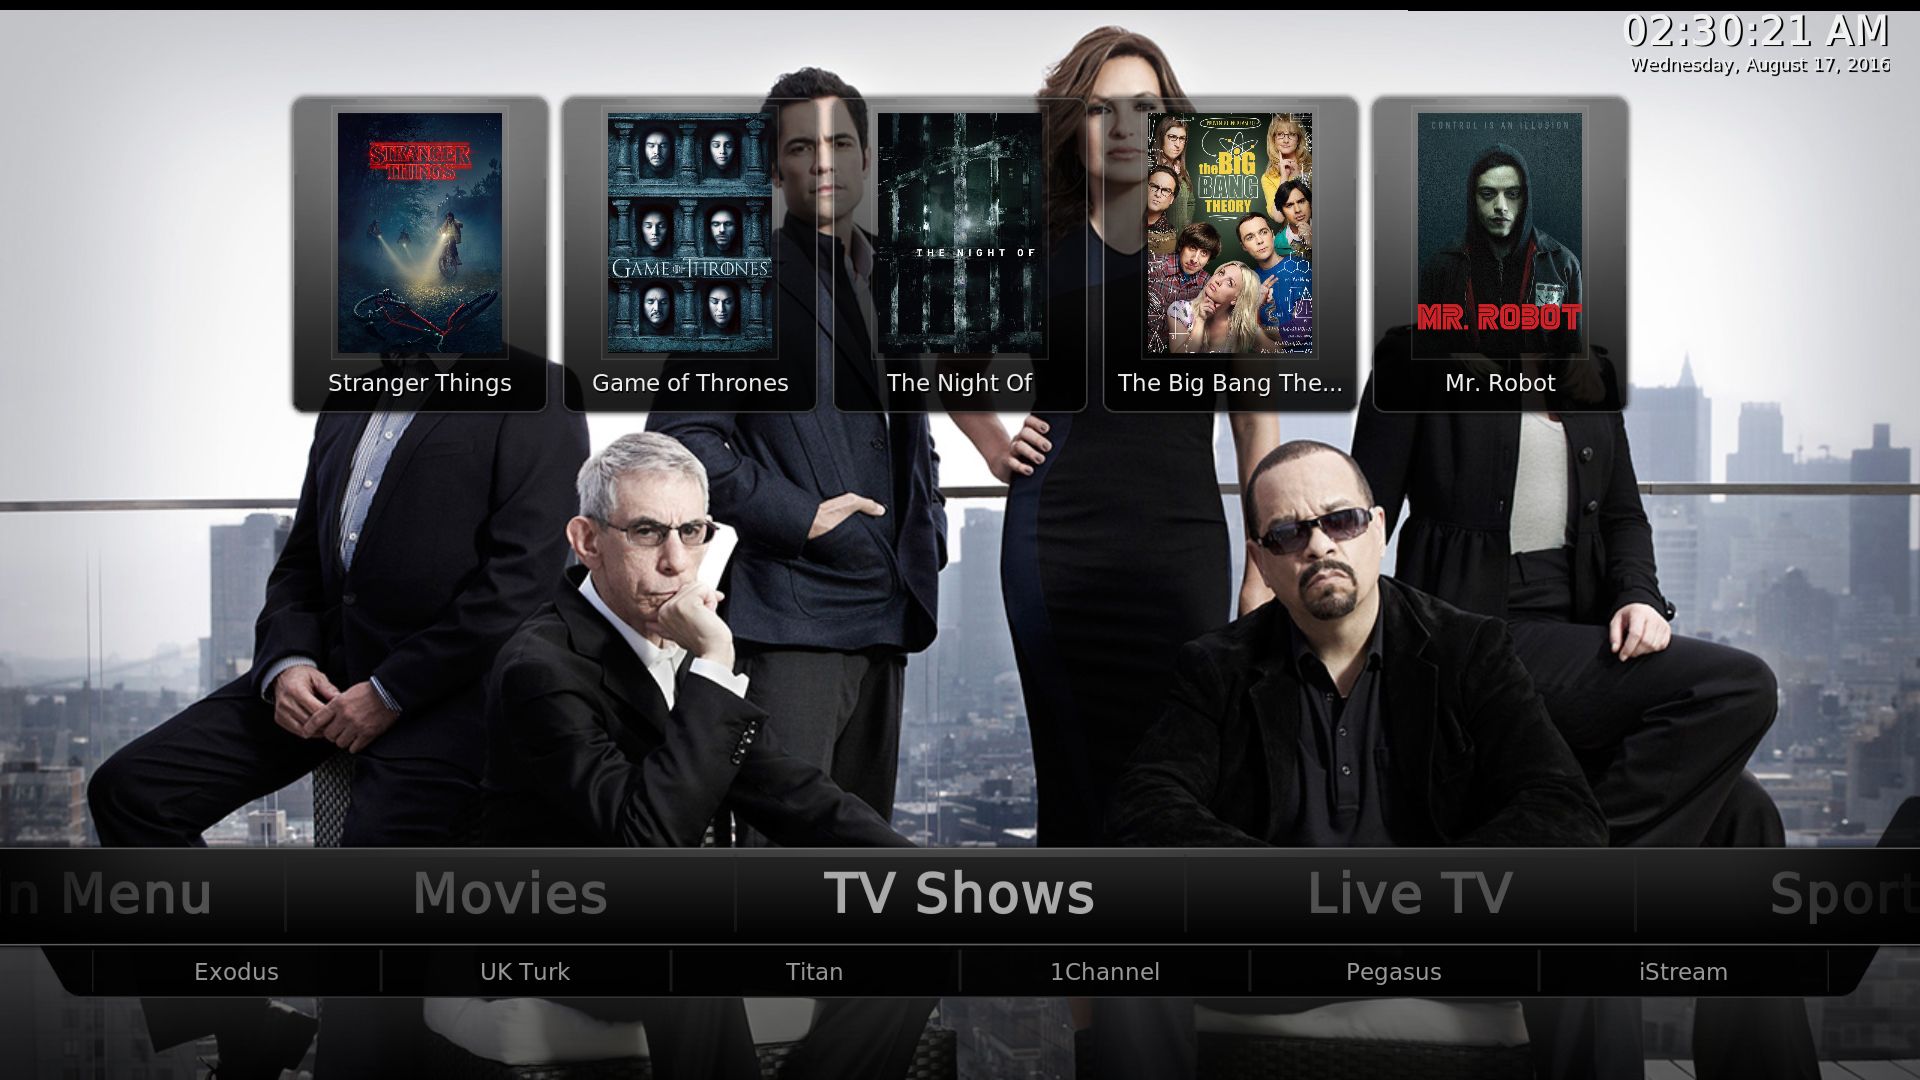 02:30:21 AM
Wednesday, August 17, 2016
STRANGER
THINGS
GAME OF THRONES
THE NIGHT OF
the BIG
BANG
THEORY
CONTROL IS AN ILLUSION
MR. ROBOT
Stranger Things
Game of Thrones
The Night Of
The Big Bang The...
Mr. Robot
n Menu
Movies
TV Shows
Live TV
Sport
Exodus
UK Turk
Titan
1Channel
Pegasus
iStream